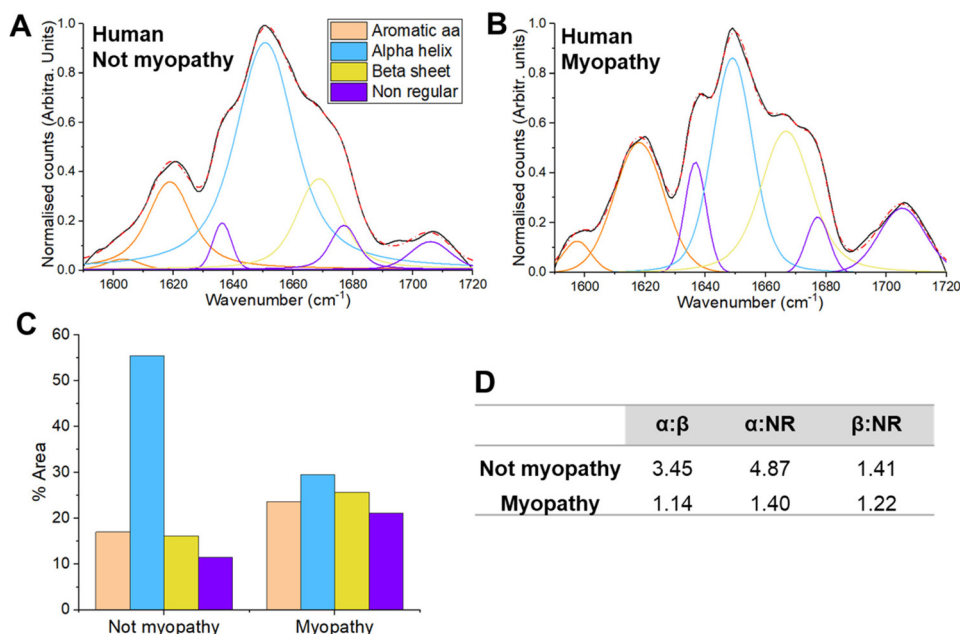 A
Human
Not myopathy
Aromatic aa
Alpha helix
Beta sheet
Non regular
Normalised counts (Arbitra. Units)
1.0
0.8
0.6
0.4
0.2
0.0
1600 1620 1640 1660 1680 1700 1720
Wavenumber (cm-1)
B
Human
Myopathy
Normalised counts (Arbitr. units)
1.0
0.8
0.6
0.4
0.2
0.0
1600 1620 1640 1660 1680 1700 1720
Wavenumber (cm-1)
C
% Area
60
50
40
30
20
10
0
Not myopathy Myopathy
D
α:β α:NR β:NR
Not myopathy 3.45 4.87 1.41
Myopathy 1.14 1.40 1.22